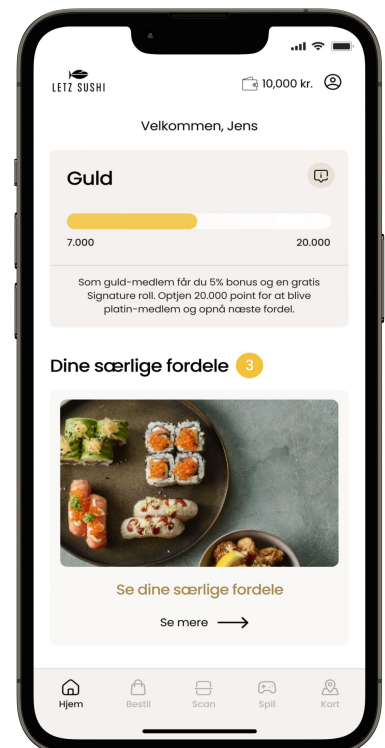 LETZ SUSHI
10,000 kr.
Velkommen, Jens
Guld
7.000
20.000
Som guld-medlem får du 5% bonus og en gratis
Signature roll. Optjen 20.000 point for at blive
platin-medlem og opnå næste fordel.
Dine særlige fordele 3
Se dine særlige fordele
Se mere
Hjem
Bestil
Scan
Spil
Kort